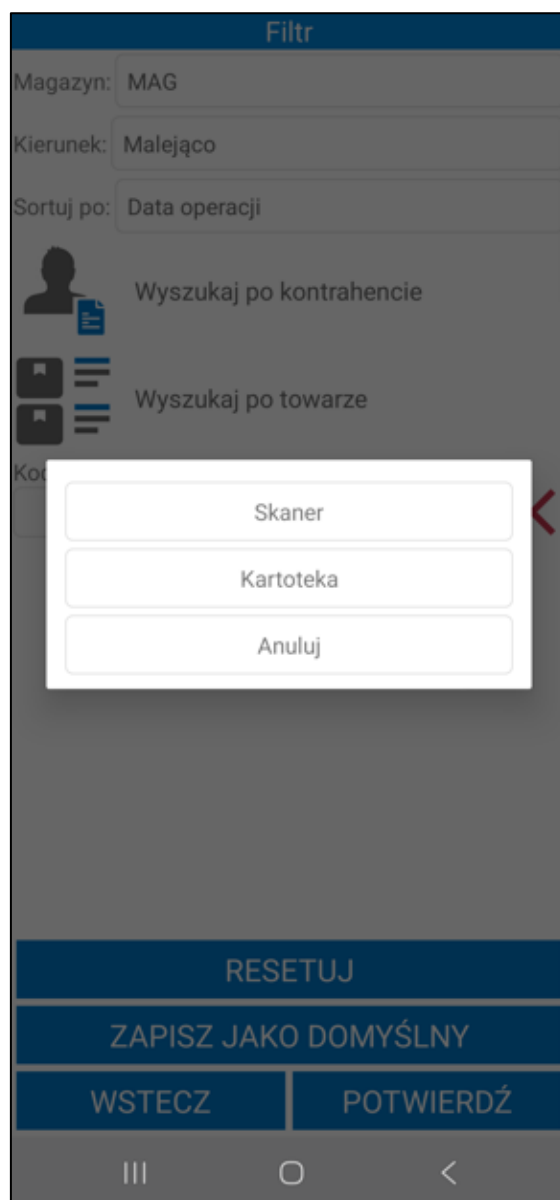 Filtr
Magazyn: MAG
Kierunek: Malejąco
Sortuj po: Data operacji
Wyszukaj po kontrahencie
Wyszukaj po towarze
Skaner
Kartoteka
Anuluj
RESETUJ
ZAPISZ JAKO DOMYŚLNY
WSTECZ POTWIERDŹ